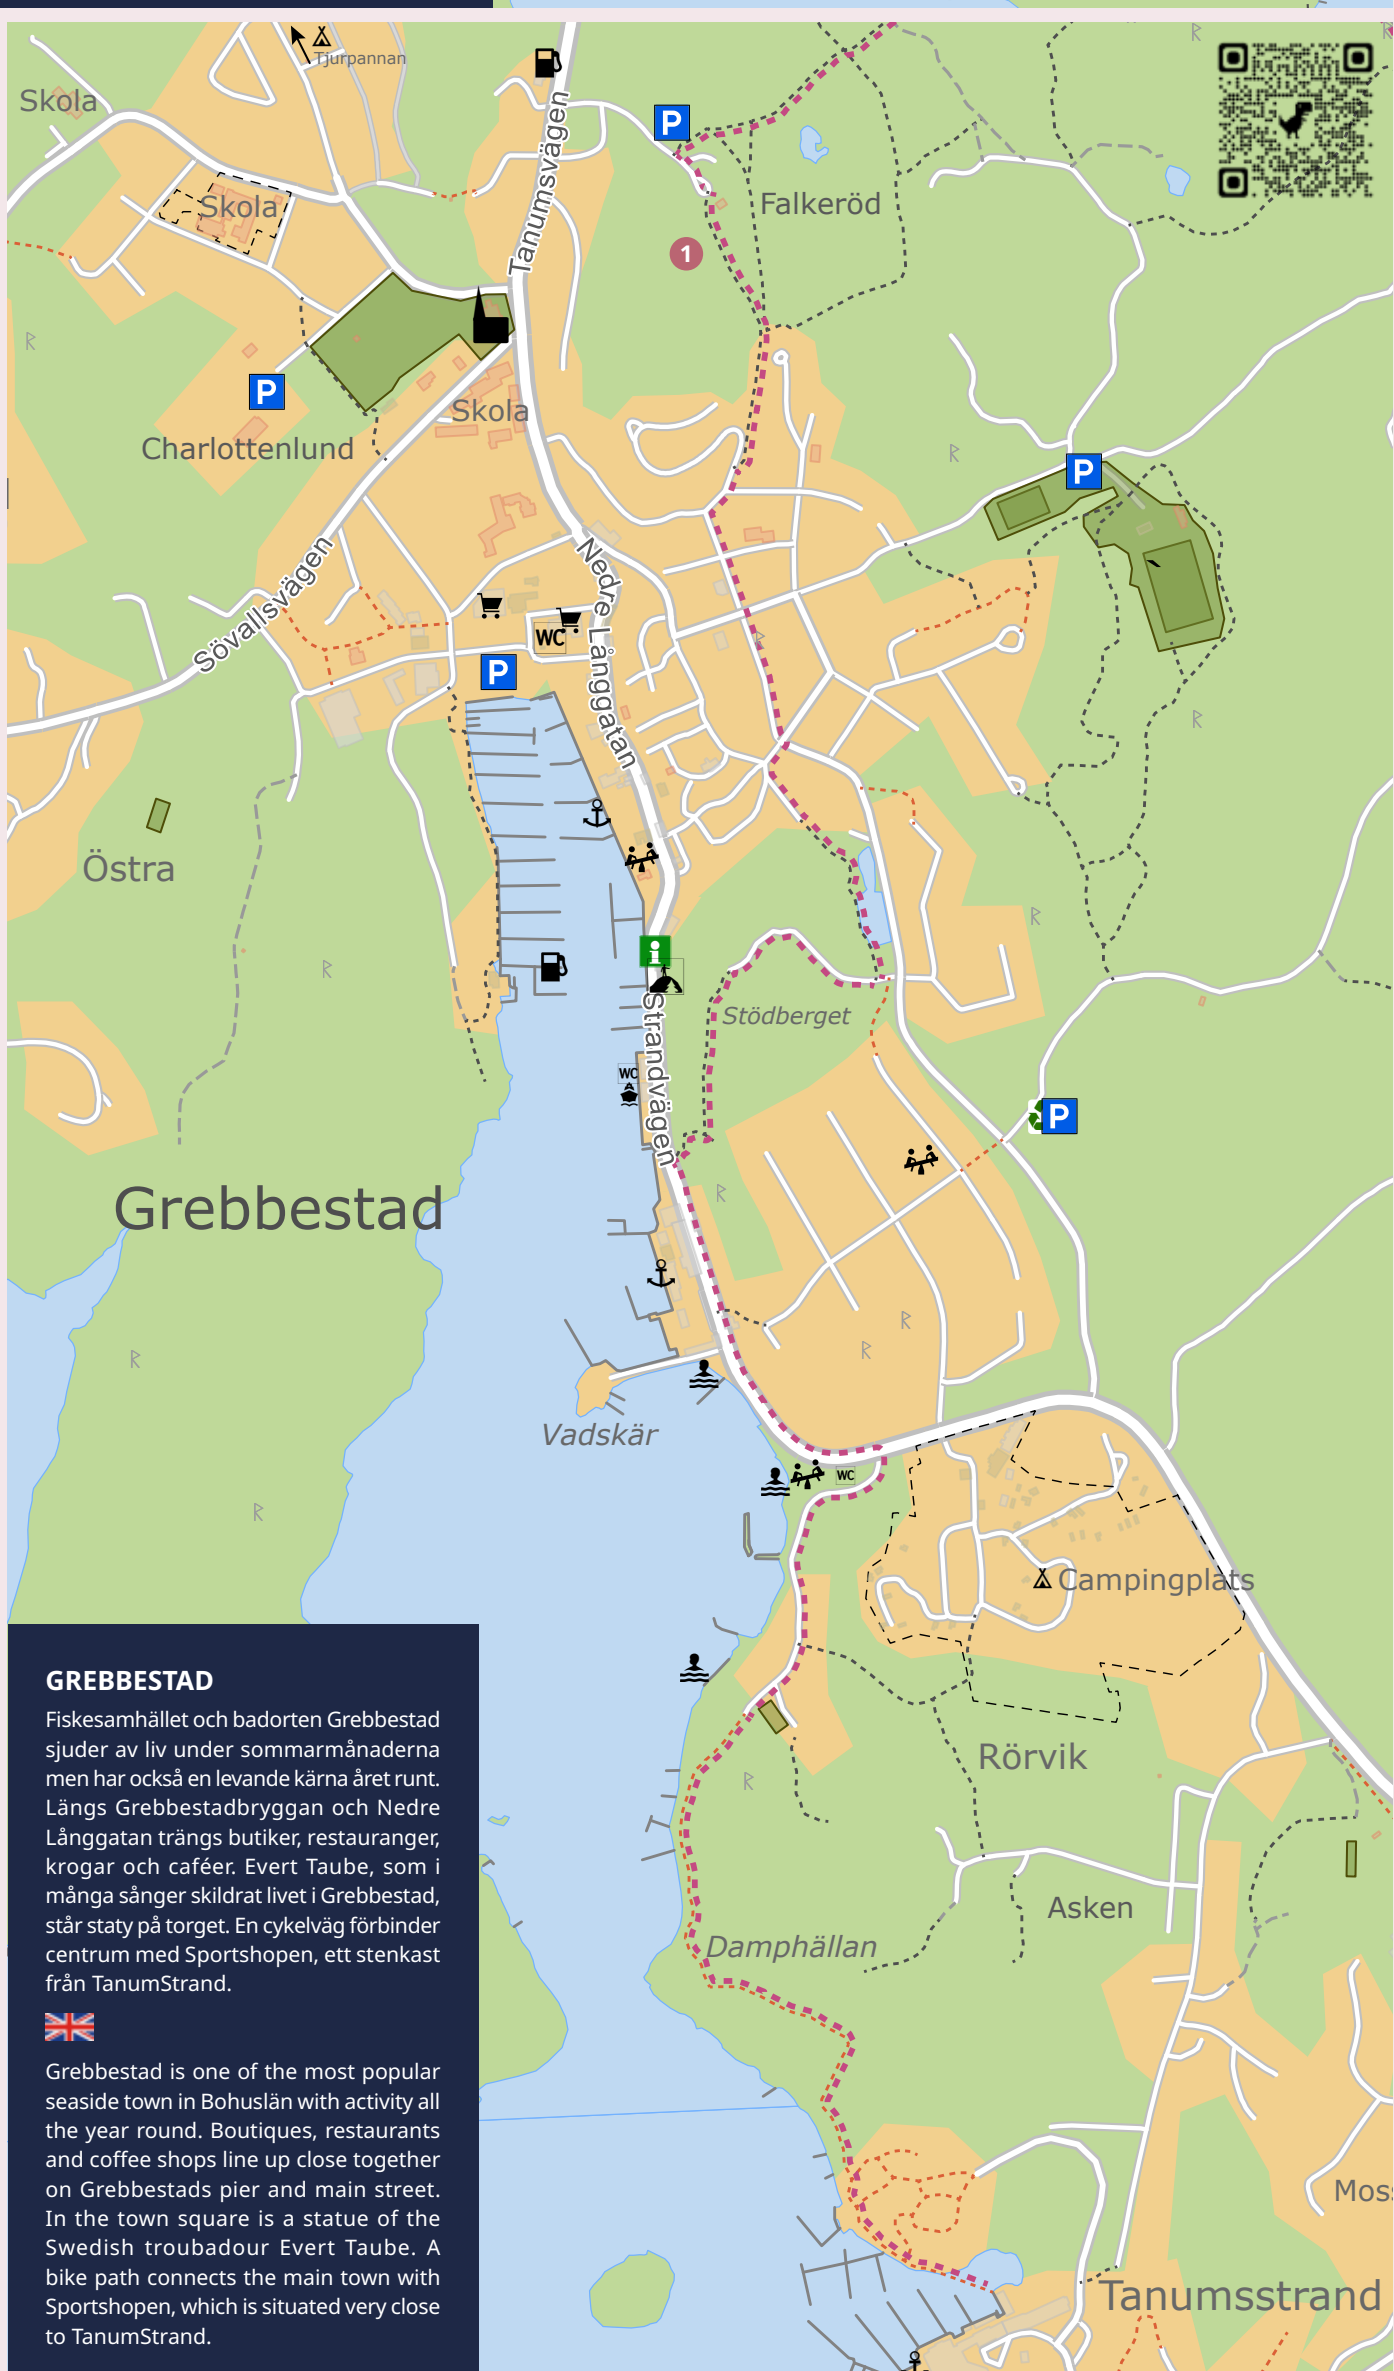 Tjurpannan
Skola
P
Tanumsvägen
Skola
Falkeröd
1
P
Skola
Charlottenlund
P
Sövallsvägen
Nedre Långgatan
WC
P
Östra
i
Stödberget
Strandvägen
WC
P
Grebbestad
Vadskär
WC
Campingplats
Rörvik
Asken
Damphällan
Mos
Tanumsstrand
GREBBESTAD
Fiskesamhället och badorten Grebbestad
sjuder av liv under sommarmånaderna
men har också en levande kärna året runt.
Längs Grebbestadbryggan och Nedre
Långgatan trängs butiker, restauranger,
krogar och caféer. Evert Taube, som i
många sånger skildrat livet i Grebbestad,
står staty på torget. En cykelväg förbinder
centrum med Sportshopen, ett stenkast
från TanumStrand.
Grebbestad is one of the most popular
seaside town in Bohuslän with activity all
the year round. Boutiques, restaurants
and coffee shops line up close together
on Grebbestads pier and main street.
In the town square is a statue of the
Swedish troubadour Evert Taube. A
bike path connects the main town with
Sportshopen, which is situated very close
to TanumStrand.